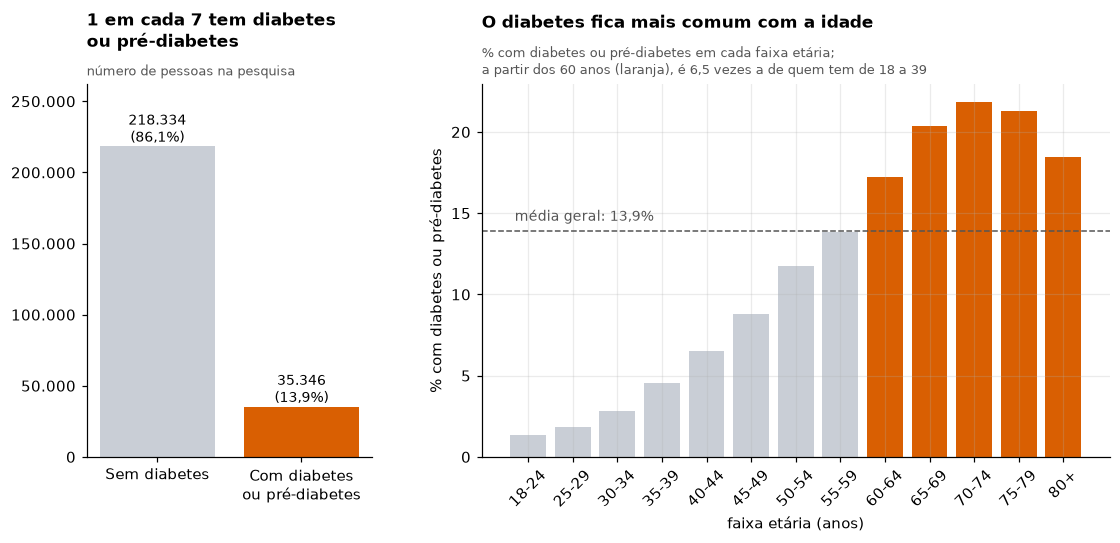 1 em cada 7 tem diabetes
ou pré-diabetes
número de pessoas na pesquisa
250.000
200.000
150.000
100.000
50.000
0
218.334
(86,1%)
35.346
(13,9%)
Sem diabetes
Com diabetes
ou pré-diabetes
O diabetes fica mais comum com a idade
% com diabetes ou pré-diabetes em cada faixa etária;
a partir dos 60 anos (laranja), é 6,5 vezes a de quem tem de 18 a 39
% com diabetes ou pré-diabetes
20
15
10
5
0
média geral: 13,9%
18-24
25-29
30-34
35-39
40-44
45-49
50-54
55-59
60-64
65-69
70-74
75-79
80+
faixa etária (anos)